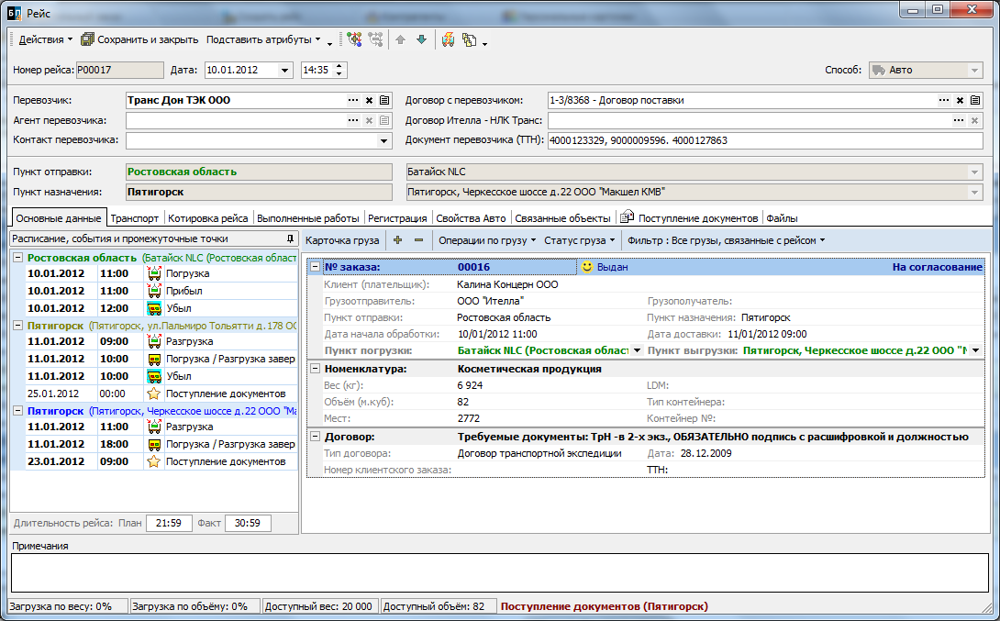 БЛ Рейс
Действия Сохранить и закрыть Подставить атрибуты
Номер рейса: P00017 Дата: 10.01.2012 14:35 Способ: Авто
Перевозчик: Транс Дон ТЭК ООО Договор с перевозчиком: 1-3/8368 - Договор поставки
Агент перевозчика: Договор Ителла - НЛК Транс:
Контакт перевозчика: Документ перевозчика (ТТН): 4000123329, 9000009596. 4000127863
Пункт отправки: Ростовская область Батайск NLC
Пункт назначения: Пятигорск Пятигорск, Черкесское шоссе д.22 ООО "Макшел КМВ"
Основные данные Транспорт Котировка рейса Выполненные работы Регистрация Свойства Авто Связанные объекты Поступление документов Файлы
Расписание, события и промежуточные точки
Ростовская область (Батайск NLC (Ростовская област
10.01.2012 11:00 Погрузка
10.01.2012 11:00 Прибыл
10.01.2012 12:00 Убыл
Пятигорск (Пятигорск, ул.Пальмиро Тольятти д.178 ОС
11.01.2012 09:00 Разгрузка
11.01.2012 10:00 Погрузка / Разгрузка завер
11.01.2012 10:00 Убыл
25.01.2012 00:00 Поступление документов
Пятигорск (Пятигорск, Черкесское шоссе д.22 ООО "Ма
11.01.2012 11:00 Разгрузка
11.01.2012 18:00 Погрузка / Разгрузка завер
23.01.2012 09:00 Поступление документов
Длительность рейса: План 21:59 Факт 30:59
Карточка груза Операции по грузу Статус груза Фильтр : Все грузы, связанные с рейсом
№ заказа: 00016 Выдан На согласование
Клиент (плательщик): Калина Концерн ООО
Грузоотправитель: ООО "Ителла" Грузополучатель:
Пункт отправки: Ростовская область Пункт назначения: Пятигорск
Дата начала обработки: 10/01/2012 11:00 Дата доставки: 11/01/2012 09:00
Пункт погрузки: Батайск NLC (Ростовская област Пункт выгрузки: Пятигорск, Черкесское шоссе д.22 ООО "М
Номенклатура: Косметическая продукция
Вес (кг): 6 924 LDM:
Объём (м.куб): 82 Тип контейнера:
Мест: 2772 Контейнер №:
Договор: Требуемые документы: ТрН -в 2-х экз., ОБЯЗАТЕЛЬНО подпись с расшифровкой и должностью
Тип договора: Договор транспортной экспедиции Дата: 28.12.2009
Номер клиентского заказа: ТТН:
Примечания
Загрузка по весу: 0% Загрузка по объёму: 0% Доступный вес: 20 000 Доступный объём: 82 Поступление документов (Пятигорск)